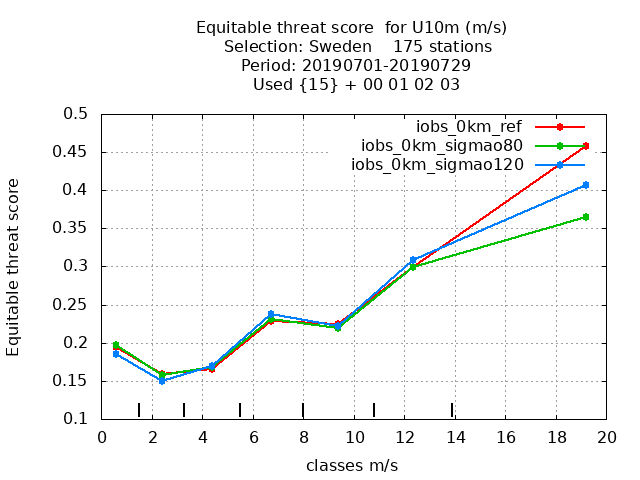 Equitable threat score  for U10m (m/s)
Selection: Sweden    175 stations
Period: 20190701-20190729
Used {15} + 00 01 02 03
Equitable threat score
0.5
0.45
0.4
0.35
0.3
0.25
0.2
0.15
0.1
iobs_0km_ref
iobs_0km_sigmao80
iobs_0km_sigmao120
0 2 4 6 8 10 12 14 16 18 20
classes m/s